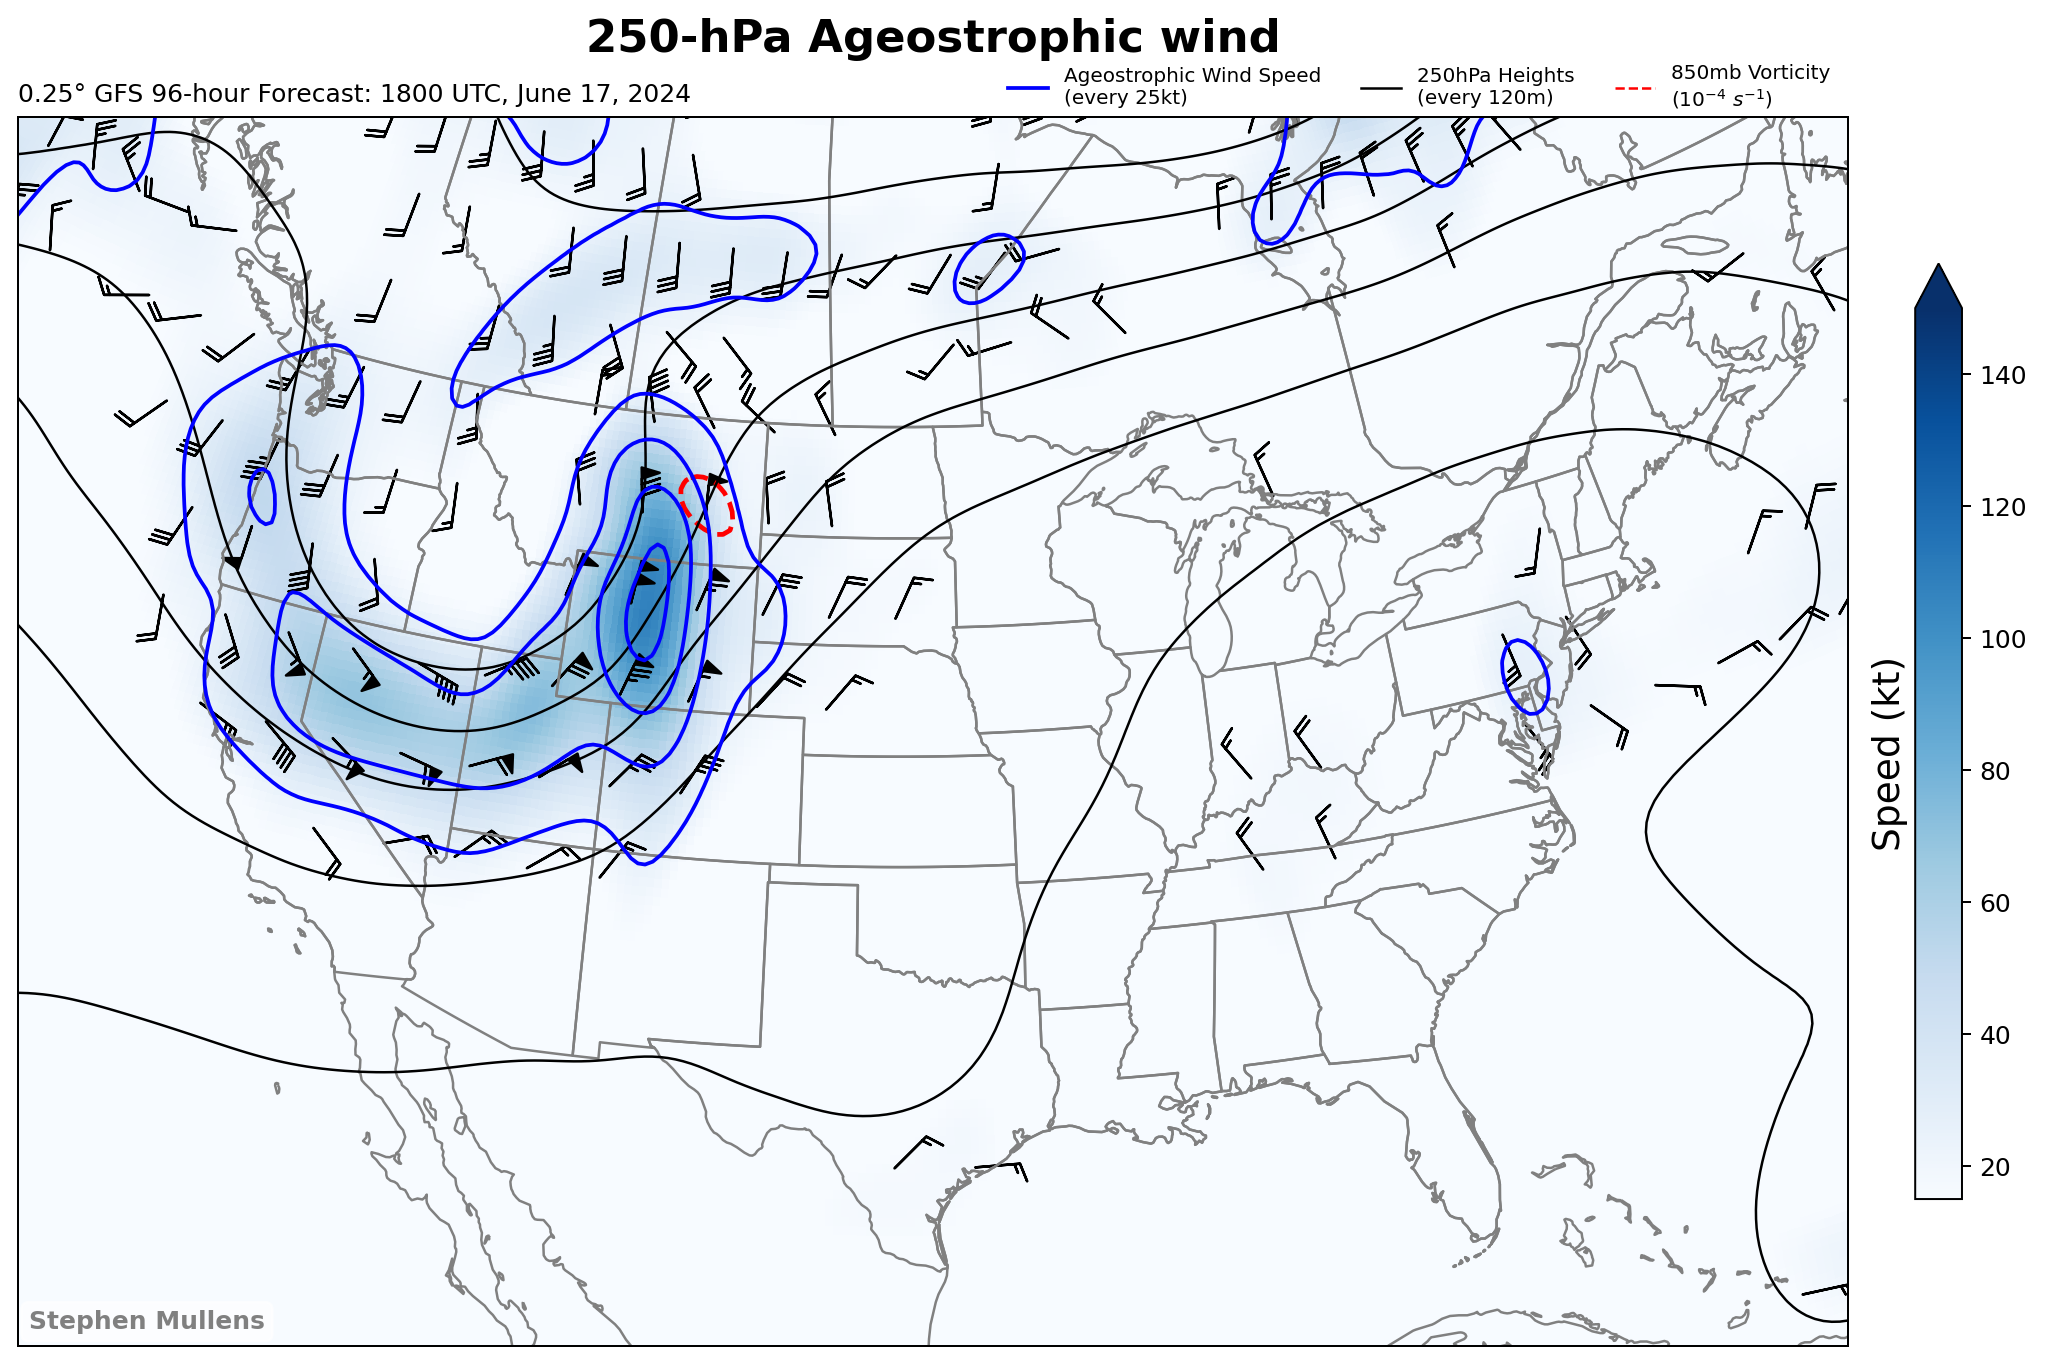 250-hPa Ageostrophic wind
0.25° GFS 96-hour Forecast: 1800 UTC, June 17, 2024
Ageostrophic Wind Speed
(every 25kt)
250hPa Heights
(every 120m)
850mb Vorticity
(10⁻⁴ s⁻¹)
140
120
100
80
60
40
20
Speed (kt)
Stephen Mullens